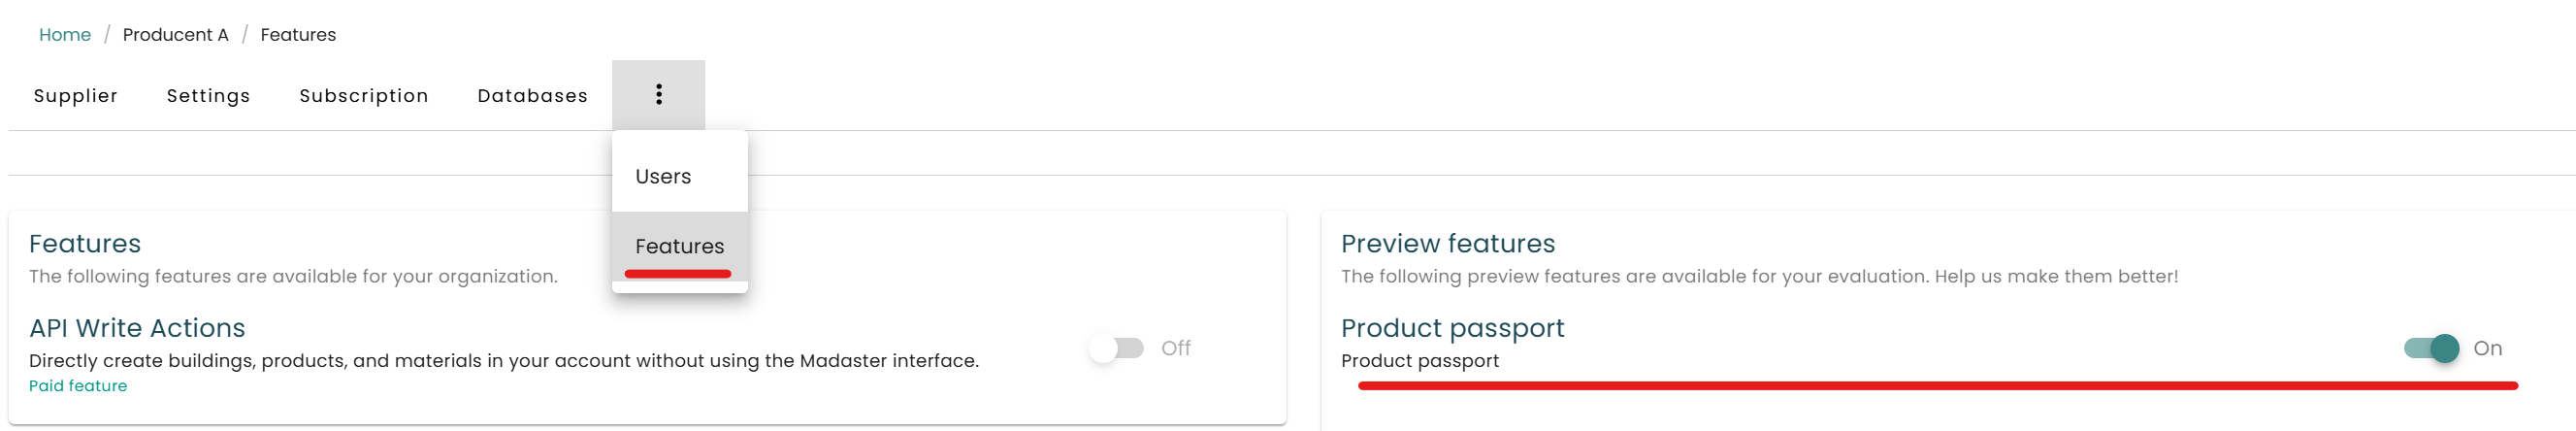 Home / Producent A / Features
Supplier Settings Subscription Databases
Users
Features
Features
The following features are available for your organization.
API Write Actions
Off
Directly create buildings, products, and materials in your account without using the Madaster interface.
Paid feature
Preview features
The following preview features are available for your evaluation. Help us make them better!
Product passport
On
Product passport